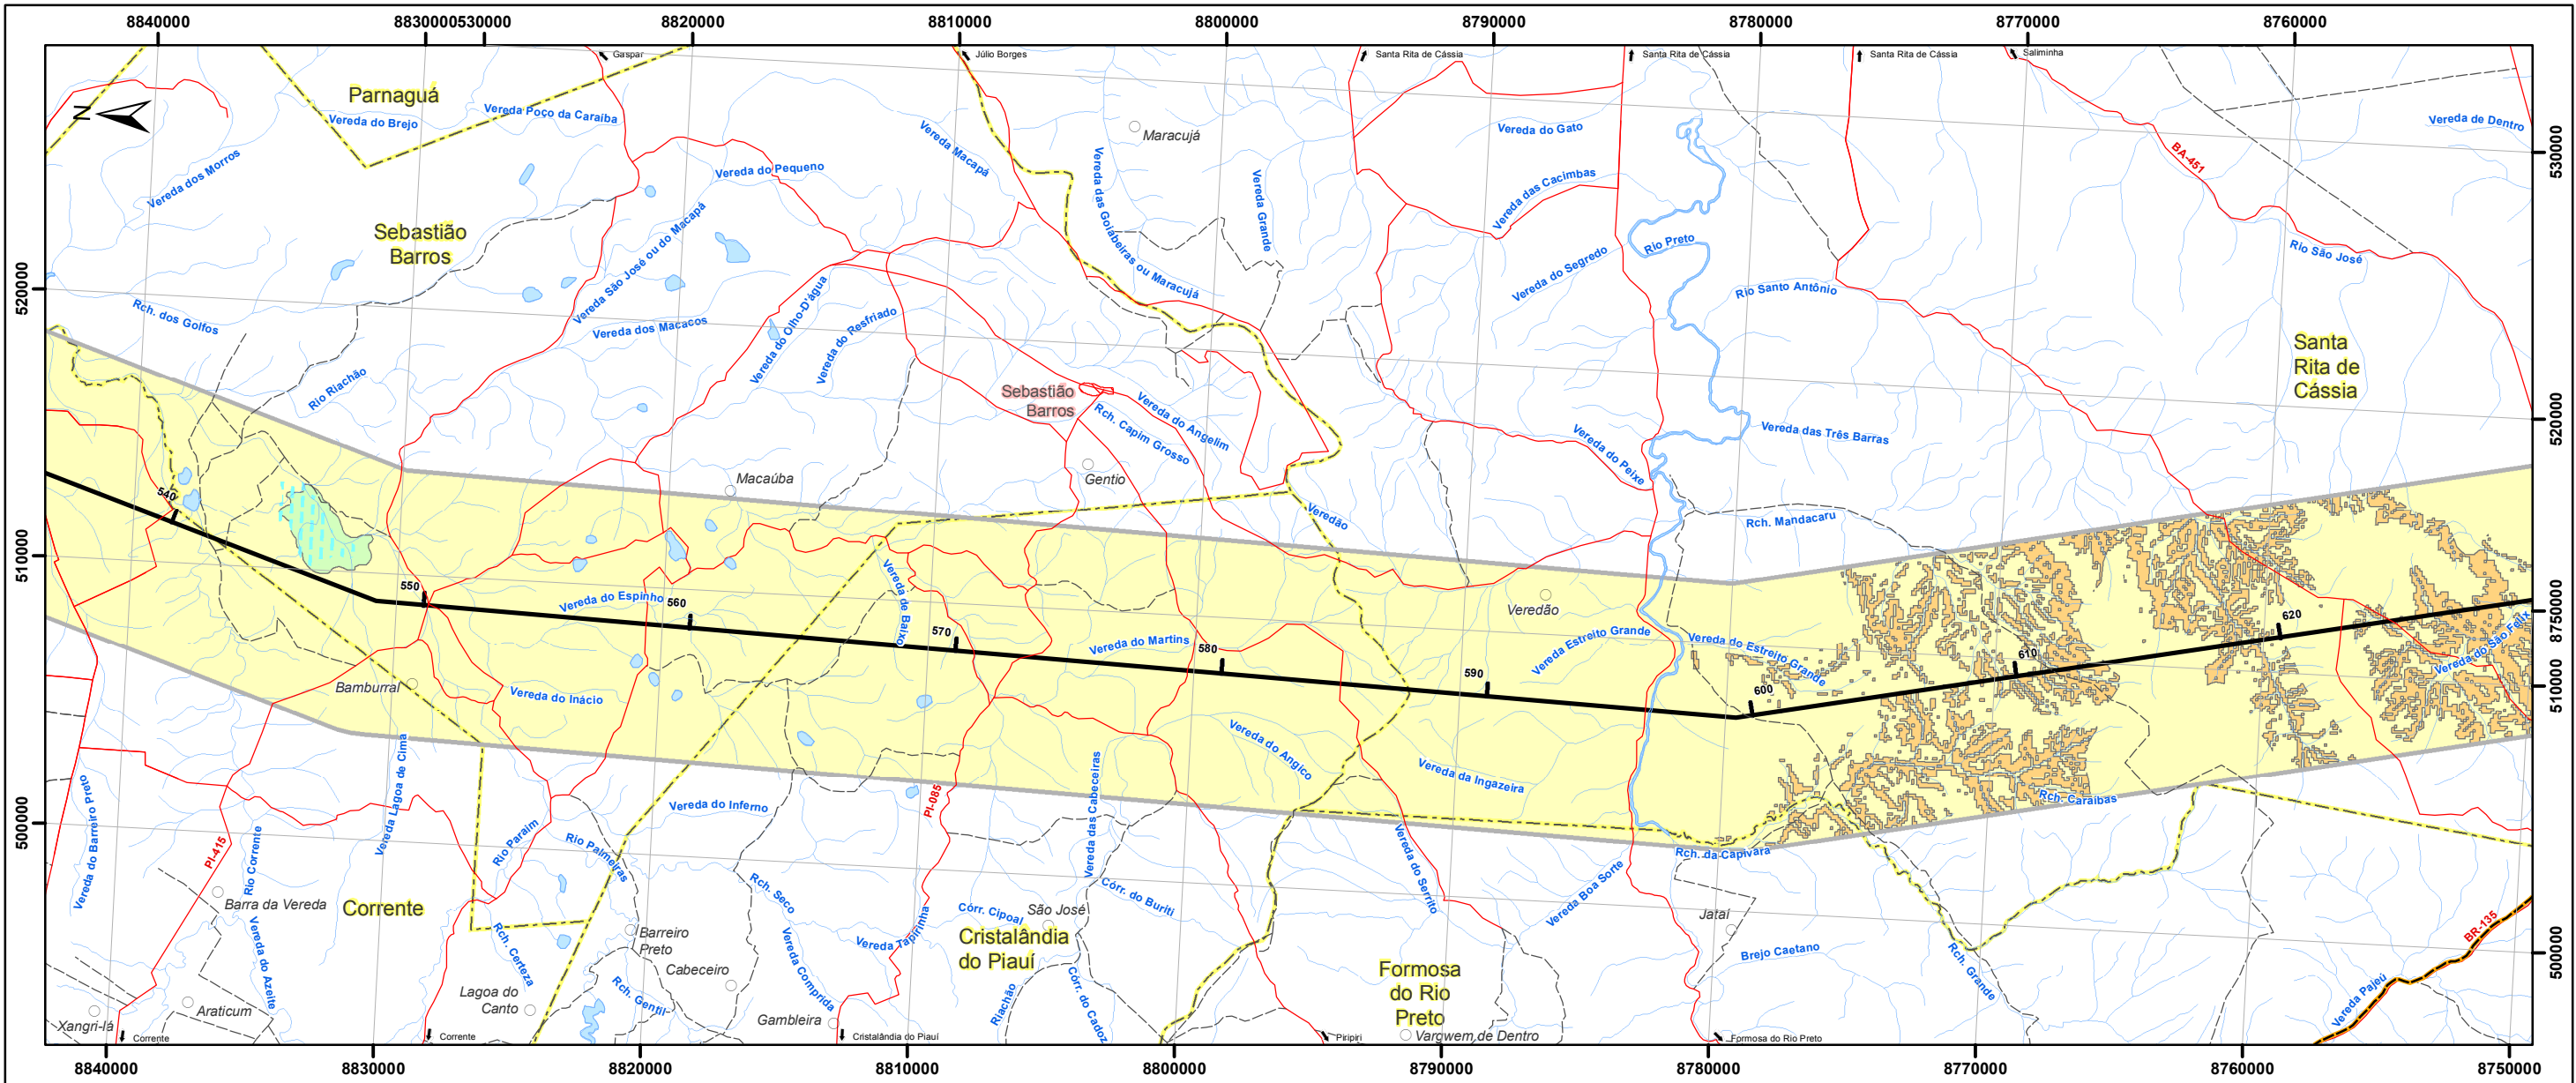 8840000
8830000
530000
8820000
8810000
8800000
8790000
8780000
8770000
8760000
Gaspar
Júlio Borges
Santa Rita de Cássia
Santa Rita de Cássia
Santa Rita de Cássia
Saliminha
N
Parnaguá
Vereda do Brejo
Vereda Poço da Caraíba
Vereda Macapá
Maracujá
Vereda do Gato
BA-451
Vereda de Dentro
530000
Vereda dos Morros
Vereda do Pequeno
Vereda das Goiabeiras ou Maracujá
Vereda Grande
Vereda das Cacimbas
Sebastião
Barros
Vereda São José ou do Macapá
Rio Preto
Vereda do Segredo
Rio São José
520000
Rch. dos Golfos
Vereda dos Macacos
Vereda do Olho-D'água
Vereda do Resfriado
Rio Santo Antônio
Santa
Rita de
Cássia
Rio Riachão
Sebastião
Barros
Rch. Capim Grosso
Vereda do Angelim
Vereda do Peixe
Vereda das Três Barras
520000
Macaúba
Gentio
540
Veredão
Rch. Mandacaru
510000
550
Vereda do Espinho
560
Vereda de Baixo
570
Vereda do Martins
580
Veredão
590
Vereda Estreito Grande
Vereda do Estreito Grande
600
610
620
8750000
Vereda do São Félix
510000
Bamburral
Vereda do Inácio
Vereda do Angico
Vereda da Ingazeira
Vereda do Barreiro Preto
Vereda Lagoa de Cima
Vereda do Inferno
PI-085
Vereda das Cabeceiras
Rch. Caraíbas
500000
PI-415
Rio Corrente
Rio Paraim
Rio Palmeiras
Vereda do Serrito
Vereda Boa Sorte
Rch. da Capivara
Barra da Vereda
Corrente
Rch. Seco
Córr. Cipoal
São José
Córr. do Buriti
Jataí
BR-135
Vereda do Azeite
Rch. Certeza
Barreiro
Preto
Vereda Comprida
Vereda Tapirinha
Cristalândia
do Piauí
Brejo Caetano
Rch. Grande
500000
Cabeceiro
Lagoa do
Canto
Rch. Gentil
Riachão
Córr. do Cadoz
Formosa
do Rio
Preto
Vereda Pajeú
Xangri-lá
Araticum
Gambleira
Vargwem de Dentro
Corrente
Corrente
Cristalândia do Piauí
Piripiri
Formosa do Rio Preto
8840000
8830000
8820000
8810000
8800000
8790000
8780000
8770000
8760000
8750000